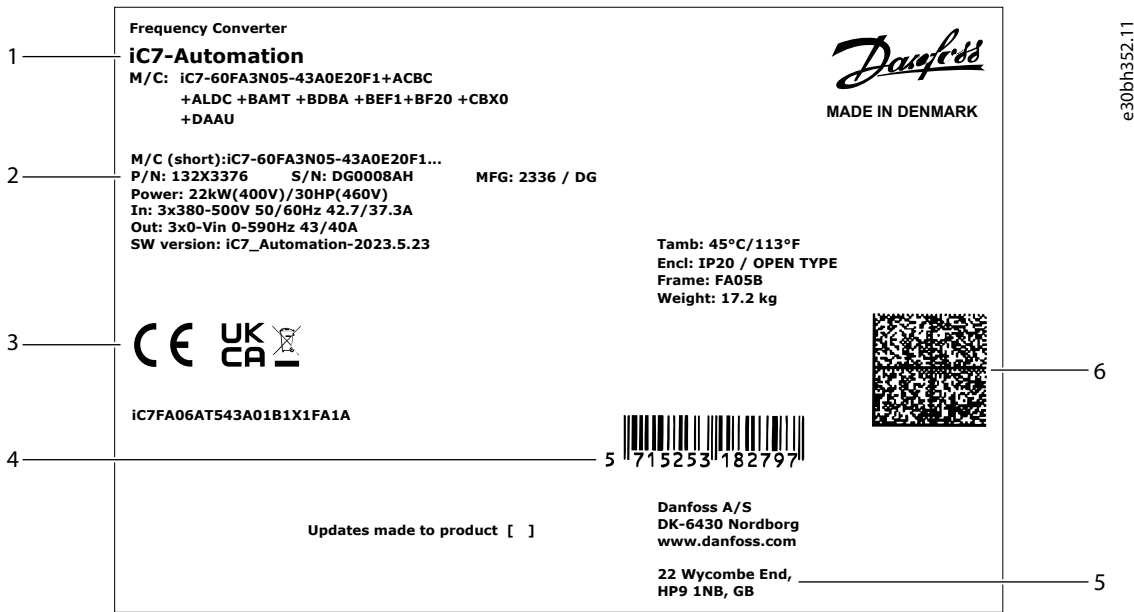 Frequency Converter
1
iC7-Automation
M/C: iC7-60FA3N05-43A0E20F1+ACBC
+ALDC +BAMT +BDBA +BEF1+BF20 +CBX0
+DAAU
Danfoss
MADE IN DENMARK
e30bh352.11
M/C (short):iC7-60FA3N05-43A0E20F1...
2
P/N: 132X3376 S/N: DG0008AH MFG: 2336 / DG
Power: 22kW(400V)/30HP(460V)
In: 3x380-500V 50/60Hz 42.7/37.3A
Out: 3x0-Vin 0-590Hz 43/40A
SW version: iC7_Automation-2023.5.23
Tamb: 45°C/113°F
Encl: IP20 / OPEN TYPE
Frame: FA05B
Weight: 17.2 kg
3
CE UK
CA
6
iC7FA06AT543A01B1X1FA1A
4
5 715253 182797
Updates made to product [ ]
Danfoss A/S
DK-6430 Nordborg
www.danfoss.com
22 Wycombe End,
HP9 1NB, GB
5